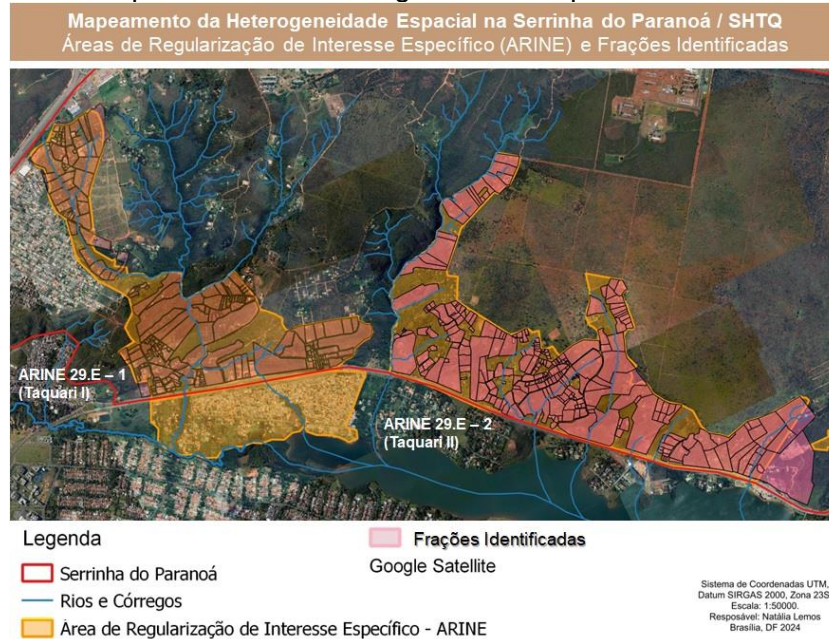 Mapeamento da Heterogeneidade Espacial na Serrinha do Paranoá / SHTQ
Áreas de Regularização de Interesse Específico (ARINE) e Frações Identificadas
ARINE 29.E – 1
(Taquari I)
ARINE 29.E – 2
(Taquari II)
Legenda
Serrinha do Paranoá
Rios e Córregos
Área de Regularização de Interesse Específico - ARINE
Frações Identificadas
Google Satellite
Sistema de Coordenadas UTM,
Datum SIRGAS 2000, Zona 23S
Escala: 1:50000.
Resposável: Natália Lemos
Brasília, DF 2024